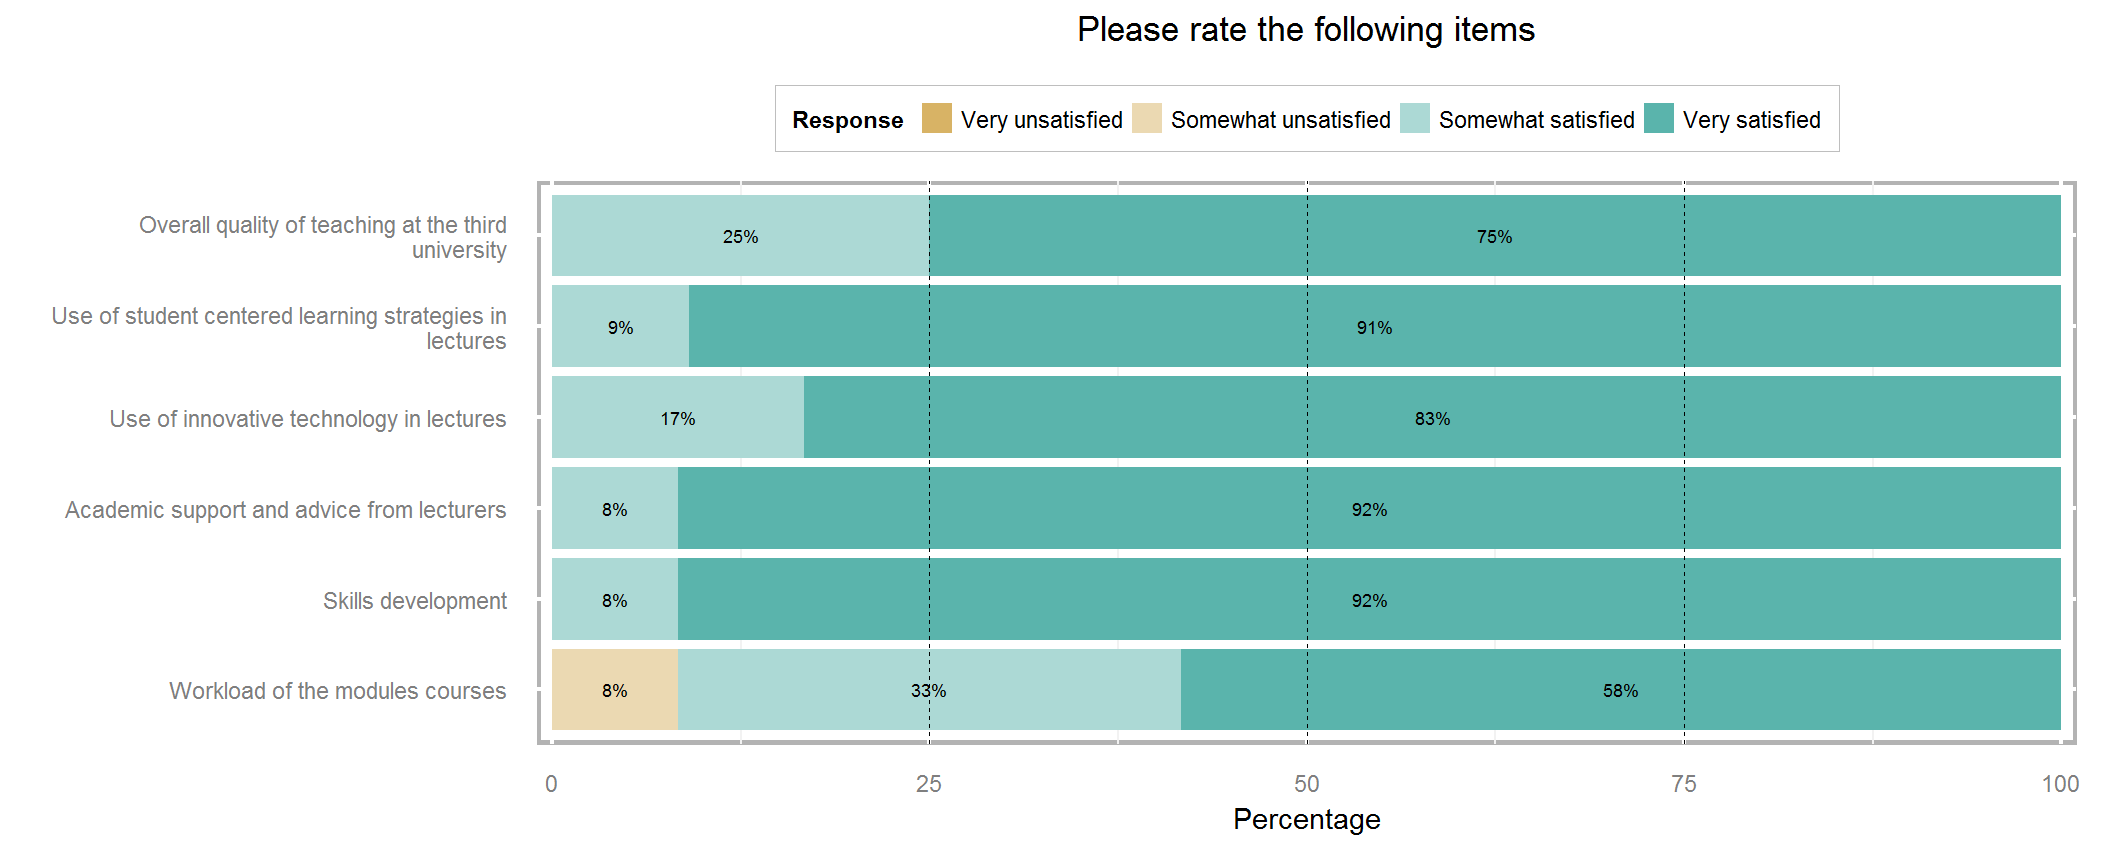 Please rate the following items
Response Very unsatisfied Somewhat unsatisfied Somewhat satisfied Very satisfied
Overall quality of teaching at the third
university
25% 75%
Use of student centered learning strategies in
lectures
9% 91%
Use of innovative technology in lectures
17% 83%
Academic support and advice from lecturers
8% 92%
Skills development
8% 92%
Workload of the modules courses
8% 33% 58%
0 25 50 75 100
Percentage